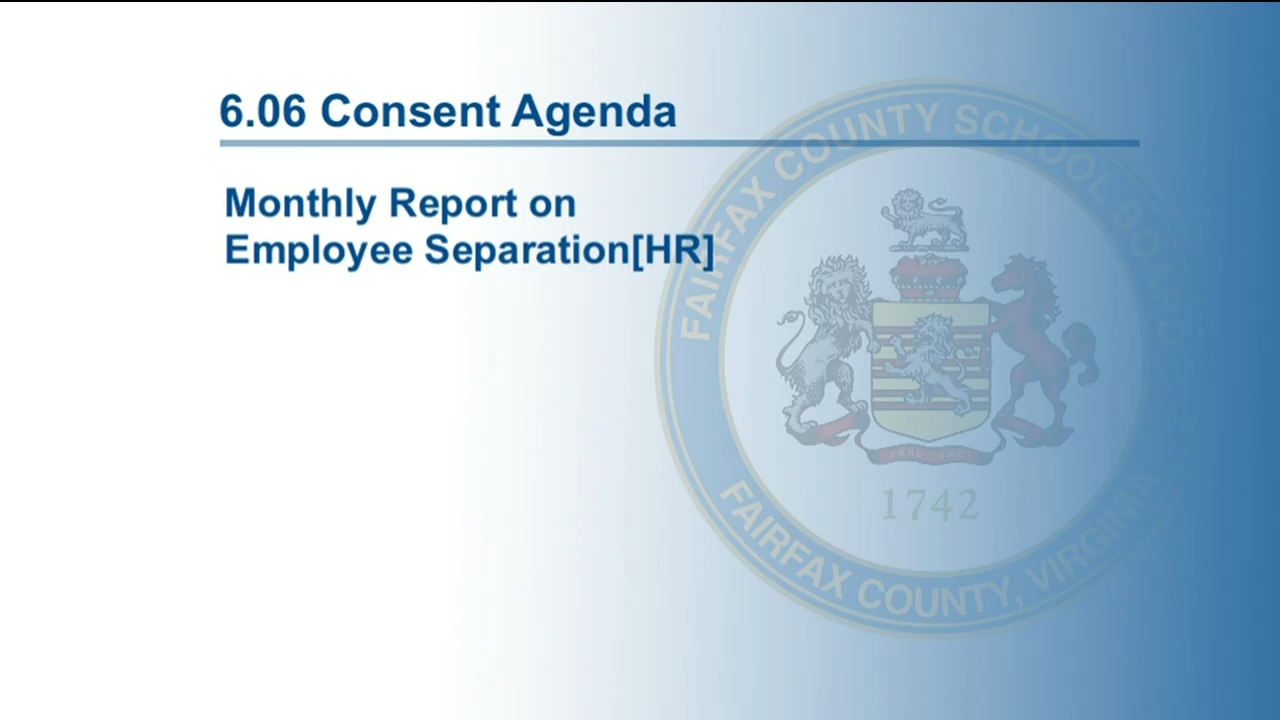 6.06 Consent Agenda
Monthly Report on
Employee Separation[HR]
FAIRFAX COUNTY SCHOOL BOARD
1742
FAIRFAX COUNTY, VIRGINIA